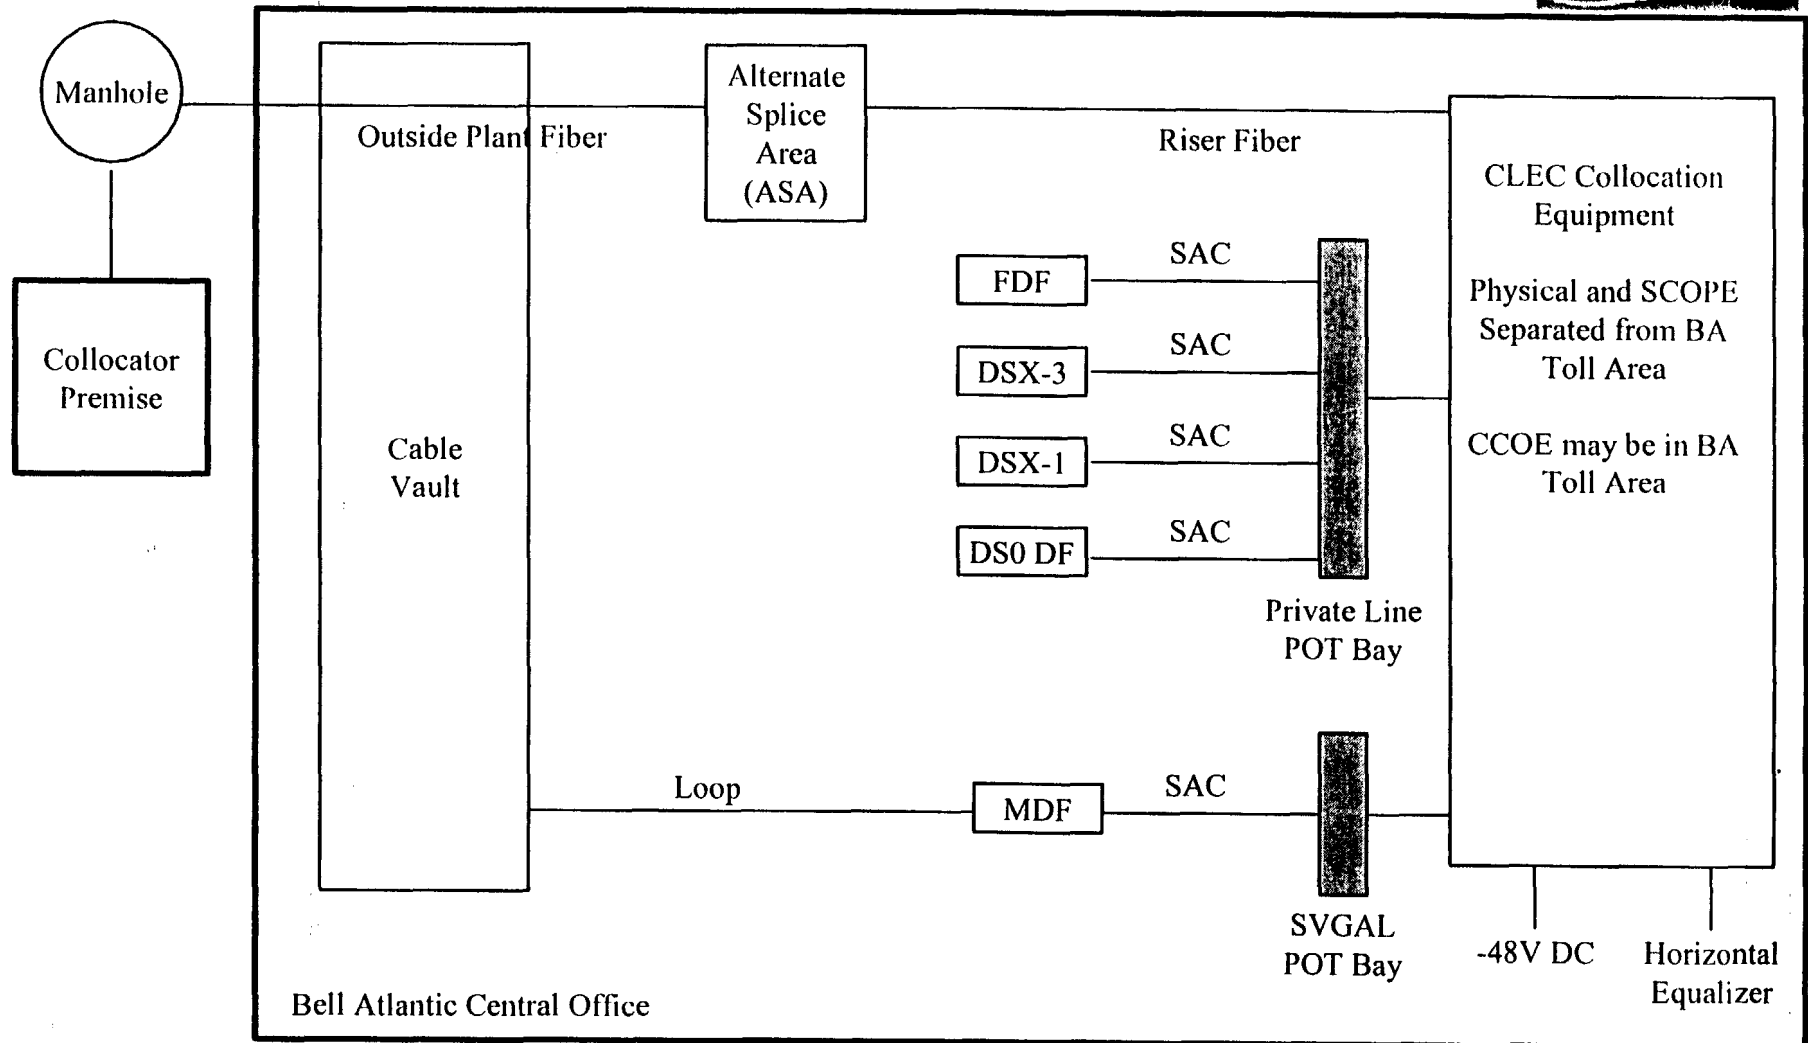 Manhole
Outside Plant Fiber
Alternate
Splice
Area
(ASA)
Riser Fiber
CLEC Collocation
Equipment
Physical and SCOPE
Separated from BA
Toll Area
CCOE may be in BA
Toll Area
Collocator
Premise
Cable
Vault
FDF
SAC
DSX-3
SAC
DSX-1
SAC
DS0 DF
SAC
Private Line
POT Bay
Loop
MDF
SAC
SVGAL
POT Bay
-48V DC
Horizontal
Equalizer
Bell Atlantic Central Office